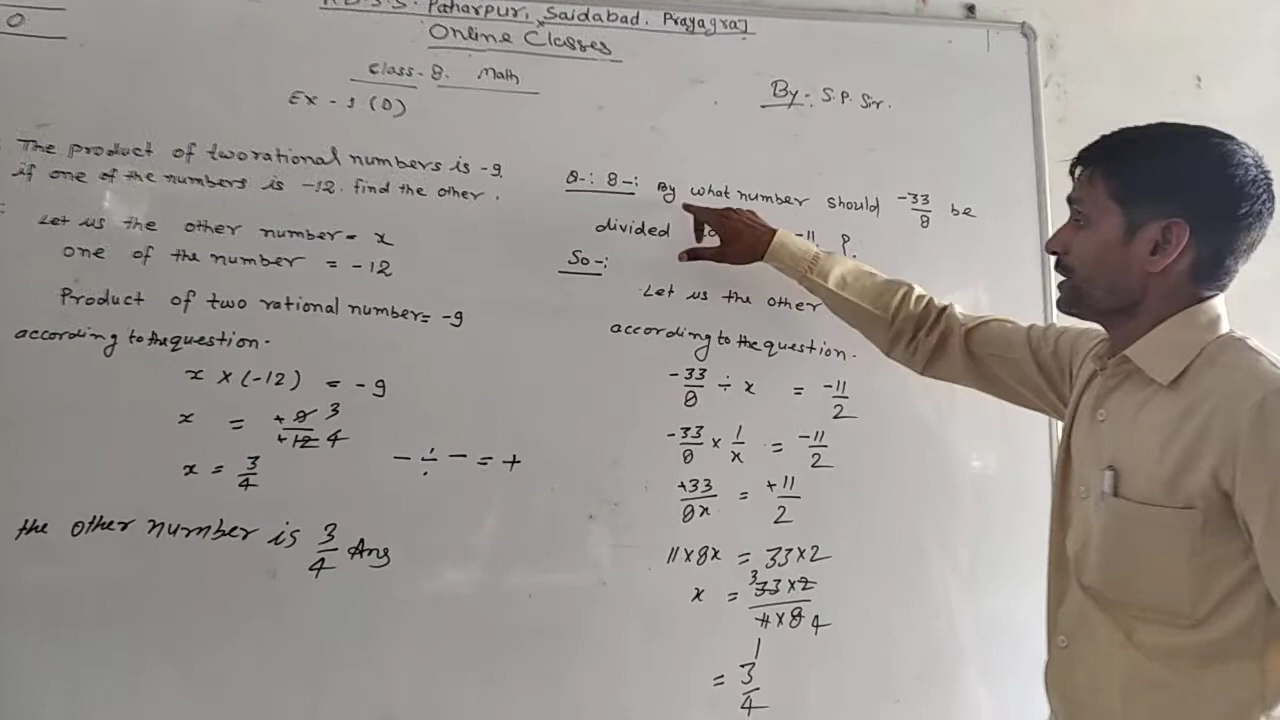 Paharpur, Saidabad. Prayagraj
Online Classes
Class-8. Math
Ex-1(D)
By-. S.P. Sir.
The product of two rational numbers is -9.
if one of the numbers is -12. find the other.
Let us the other number= x
one of the number = -12
Product of two rational number= -9
according to the question.
x × (-12) = -9
x = +9 3 / +12 4
x = 3/4
- ÷ - = +
the other number is 3/4 Ans
Q-: 8-: By what number should -33/8 be
divided -11 ?.
So-:
Let us the other
according to the question.
-33/8 ÷ x = -11/2
-33/8 × 1/x = -11/2
+33/8x = +11/2
11×8x = 33×2
x = 3 33×2 / 11×8 4
1
= 3/4